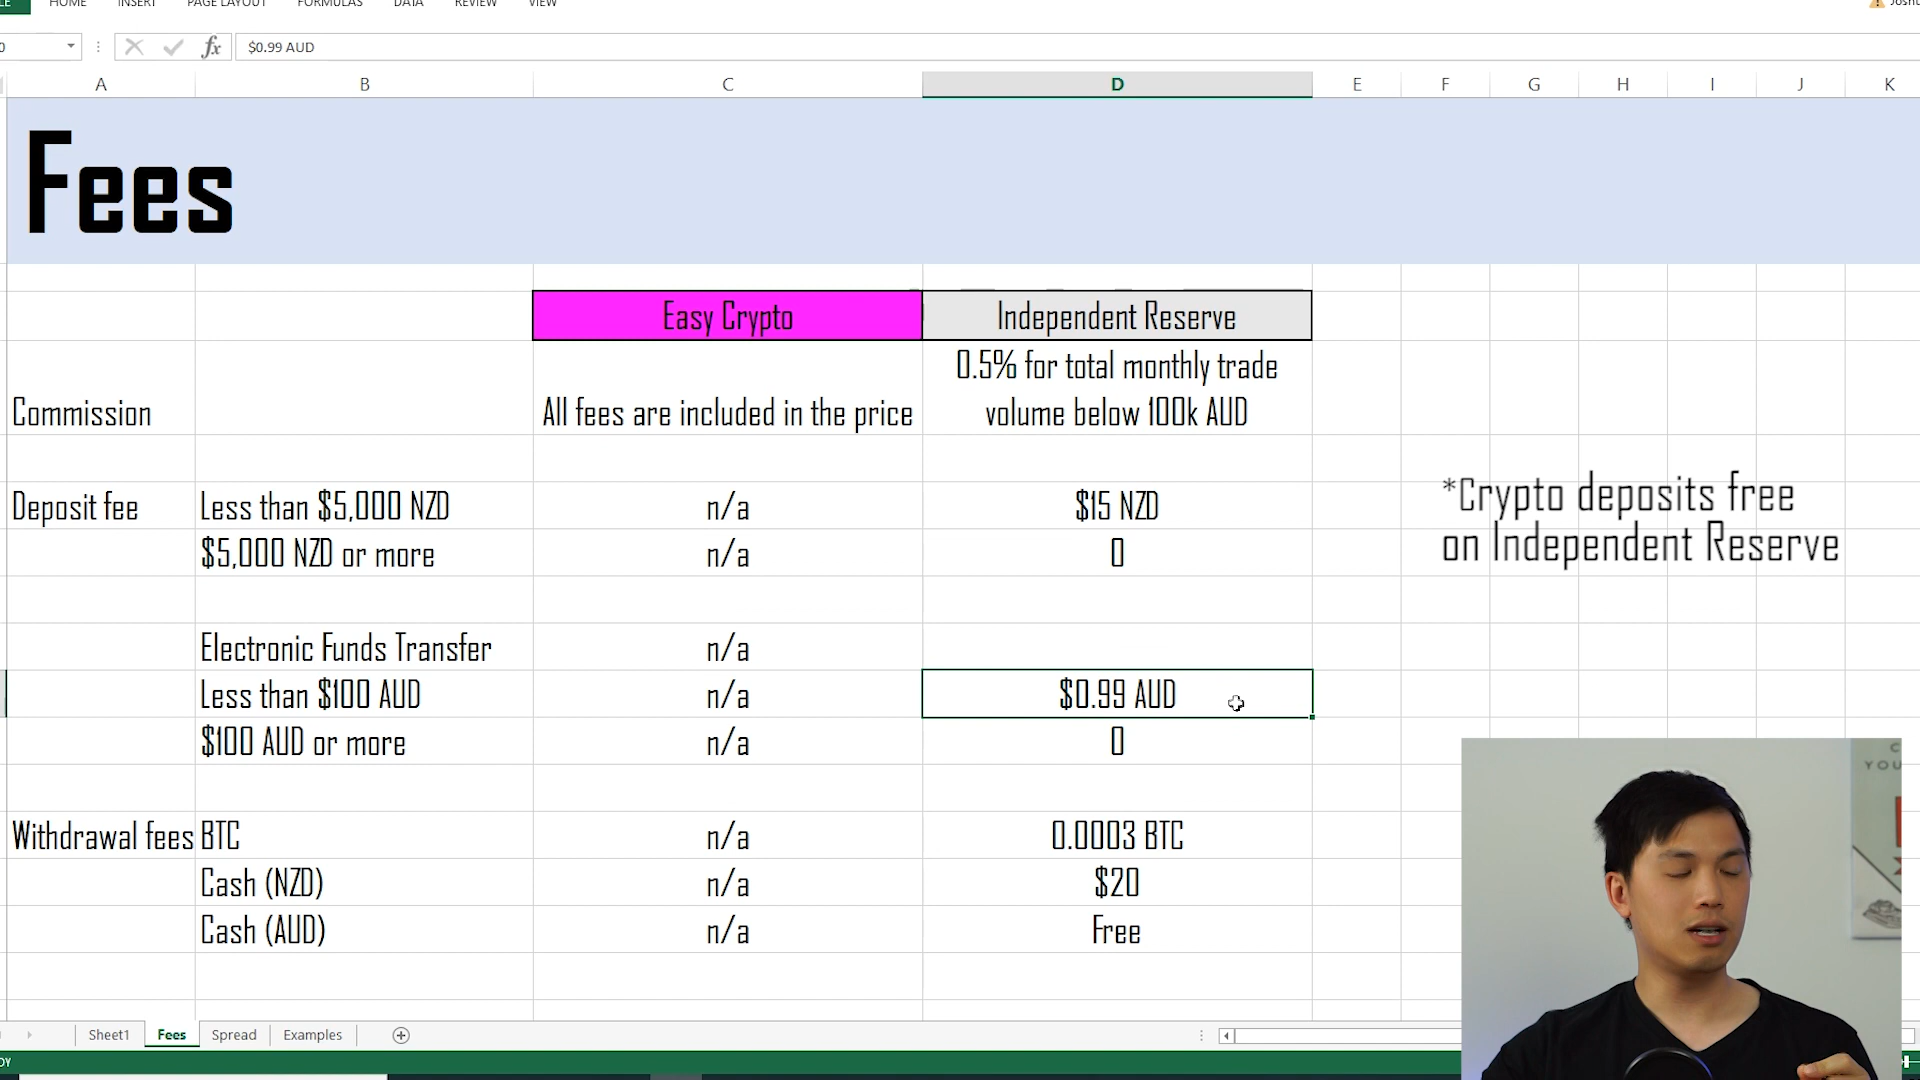 HOME INSERT PAGE LAYOUT FORMULAS DATA REVIEW VIEW
fx $0.99 AUD
A B C D E F G H I J K
Fees
Easy Crypto Independent Reserve
0.5% for total monthly trade
Commission All fees are included in the price volume below 100k AUD
Deposit fee Less than $5,000 NZD n/a $15 NZD
$5,000 NZD or more n/a 0
*Crypto deposits free
on Independent Reserve
Electronic Funds Transfer n/a
Less than $100 AUD n/a $0.99 AUD
$100 AUD or more n/a 0
Withdrawal fees BTC n/a 0.0003 BTC
Cash (NZD) n/a $20
Cash (AUD) n/a Free
YOU
Sheet1 Fees Spread Examples